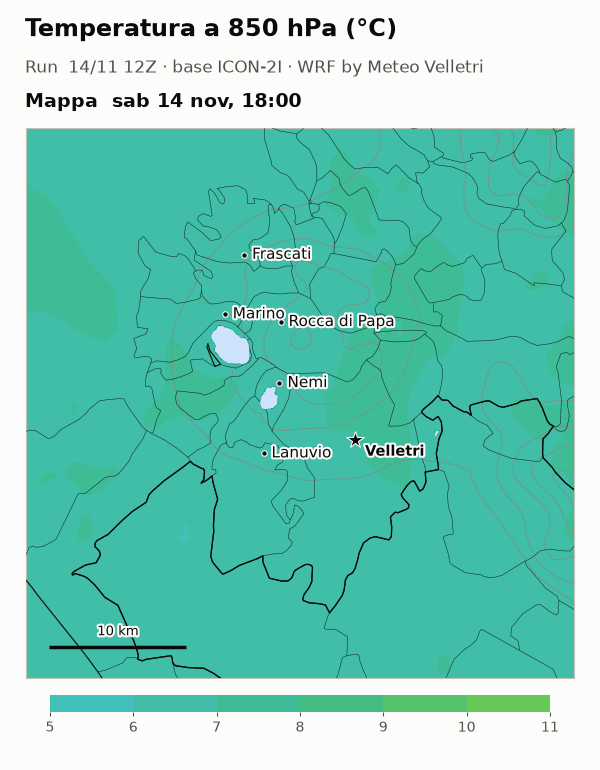 Temperatura a 850 hPa (°C)
Run  14/11 12Z · base ICON-2I · WRF by Meteo Velletri
Mappa  sab 14 nov, 18:00
Frascati
Marino
Rocca di Papa
Nemi
Velletri
Lanuvio
10 km
5 6 7 8 9 10 11